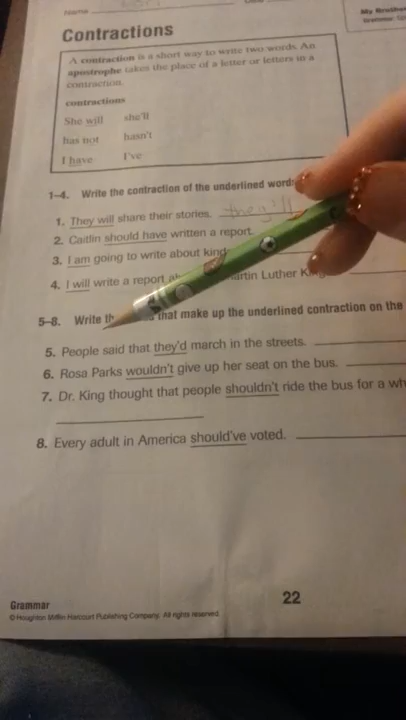 Name
My
Grammar
Contractions
A contraction is a short way to write two words. An
apostrophe takes the place of a letter or letters in a
contraction.
contractions
She will she'll
has not hasn't
I have I've
1–4. Write the contraction of the underlined words
1. They will share their stories. they'll
2. Caitlin should have written a report.
3. I am going to write about
4. I will write a report Martin Luther
5–8. Write that make up the underlined contraction on the
5. People said that they'd march in the streets.
6. Rosa Parks wouldn't give up her seat on the bus.
7. Dr. King thought that people shouldn't ride the bus for a
8. Every adult in America should've voted.
Grammar 22
© Houghton Mifflin Harcourt Publishing Company. All rights reserved.